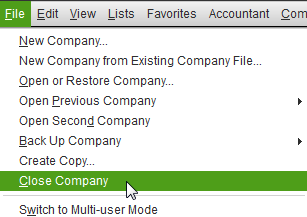 File Edit View Lists Favorites Accountant Com
New Company...
New Company from Existing Company File...
Open or Restore Company...
Open Previous Company
Open Second Company
Back Up Company
Create Copy...
Close Company
Switch to Multi-user Mode